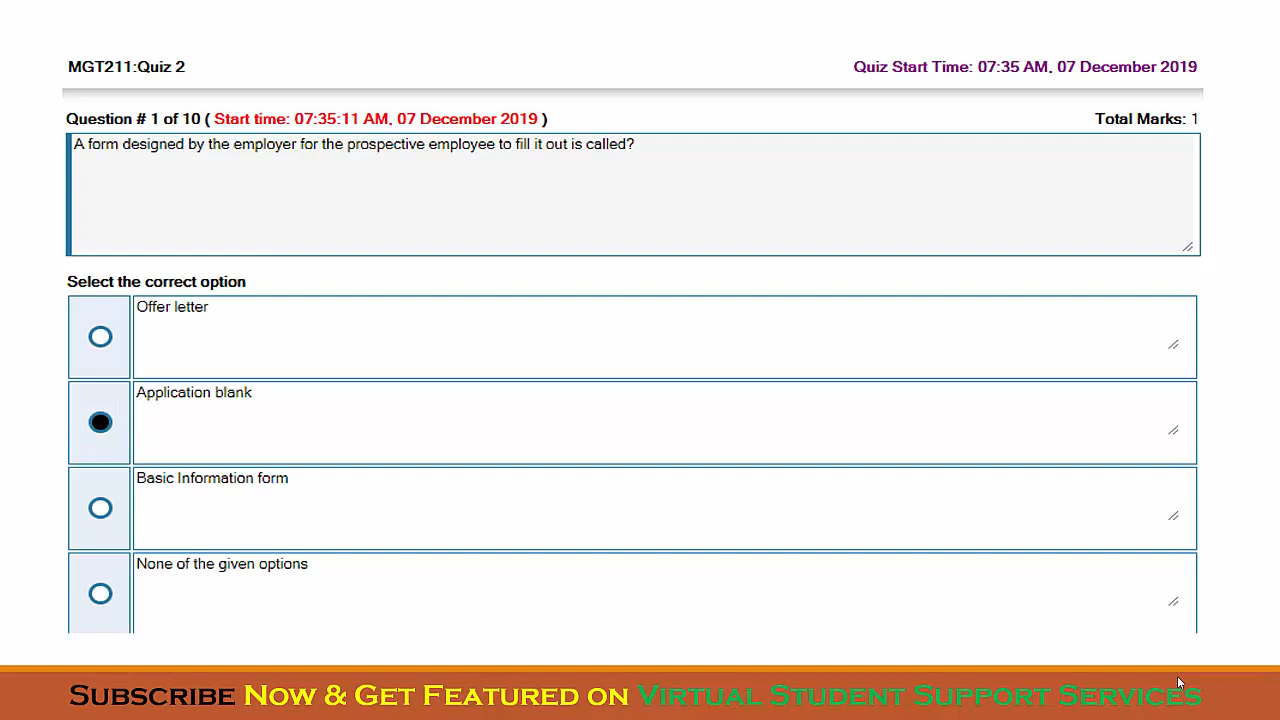 MGT211:Quiz 2
Quiz Start Time: 07:35 AM, 07 December 2019
Question # 1 of 10 ( Start time: 07:35:11 AM, 07 December 2019 )
Total Marks: 1
A form designed by the employer for the prospective employee to fill it out is called?
Select the correct option
Offer letter
Application blank
Basic Information form
None of the given options
Subscribe Now & Get Featured on Virtual Student Support Services